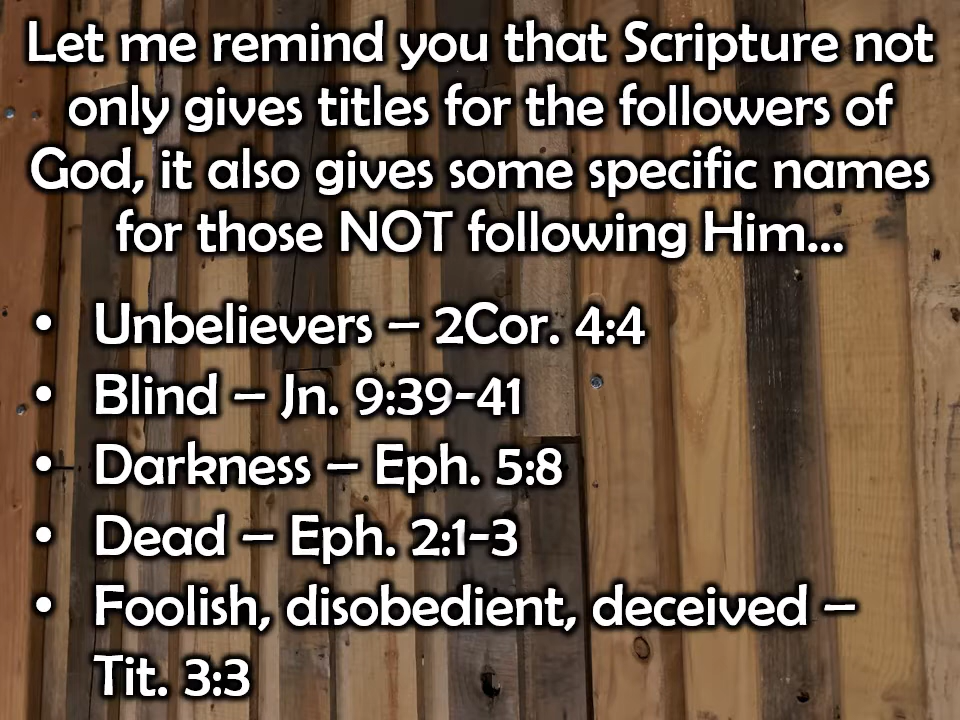 Let me remind you that Scripture not
only gives titles for the followers of
God, it also gives some specific names
for those NOT following Him...
• Unbelievers – 2Cor. 4:4
• Blind – Jn. 9:39-41
• Darkness – Eph. 5:8
• Dead – Eph. 2:1-3
• Foolish, disobedient, deceived –
Tit. 3:3